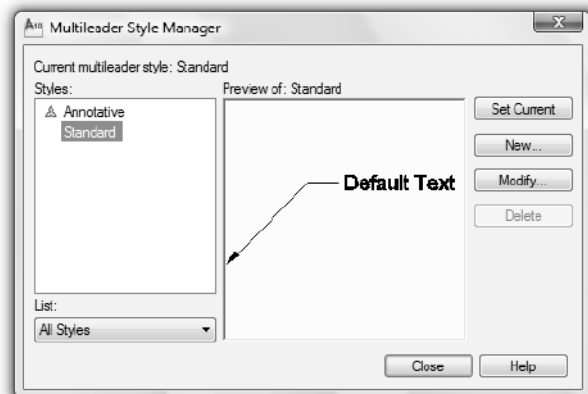 Multileader Style Manager
Current multileader style: Standard
Styles:
Annotative
Standard
Preview of: Standard
Default Text
Set Current
New...
Modify...
Delete
List:
All Styles
Close
Help